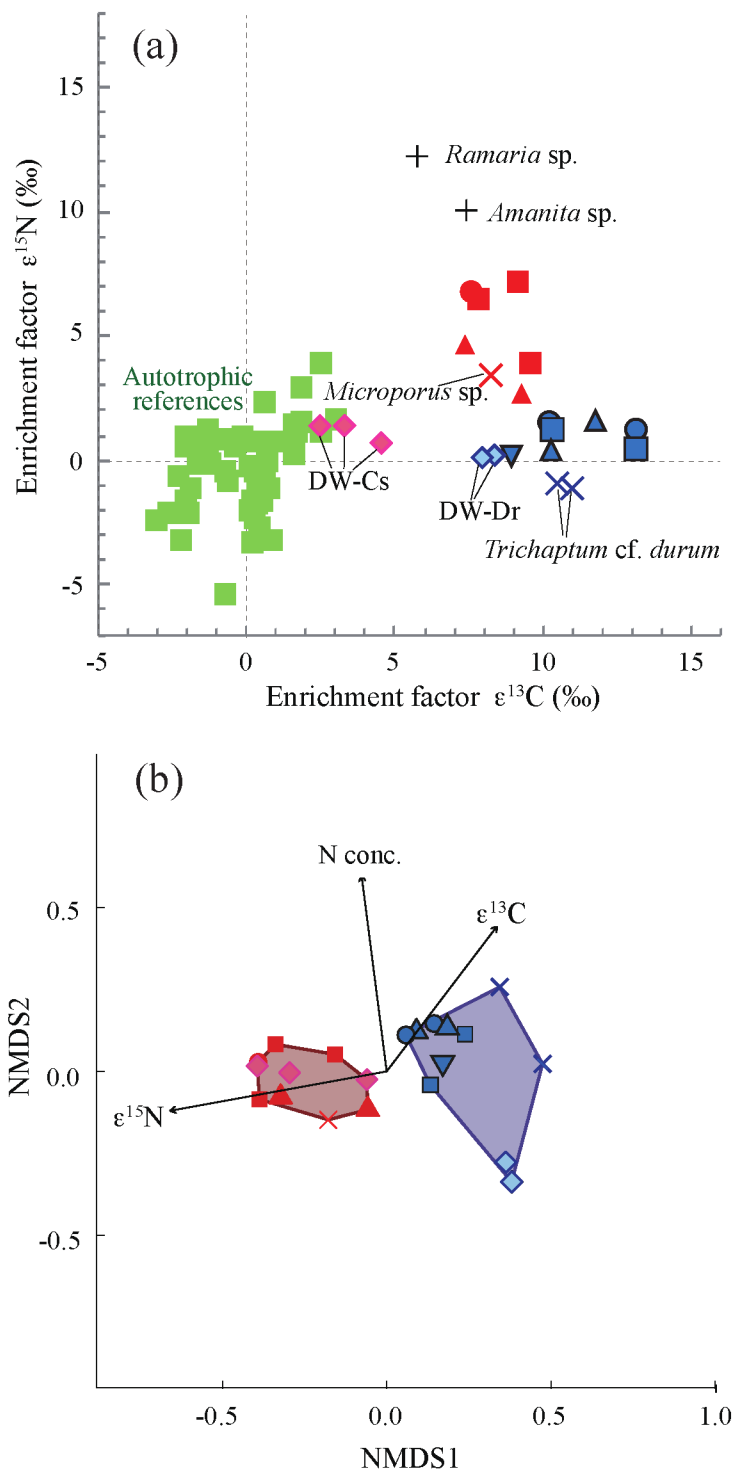 (a)
15
10
5
0
-5
Enrichment factor ε¹⁵N (‰)
Ramaria sp.
Amanita sp.
Autotrophic
references
Microporus sp.
DW-Cs
DW-Dr
Trichaptum cf. durum
-5
0
5
10
15
Enrichment factor ε¹³C (‰)
(b)
N conc.
ε¹³C
ε¹⁵N
0.5
0.0
-0.5
NMDS2
-0.5
0.0
0.5
1.0
NMDS1